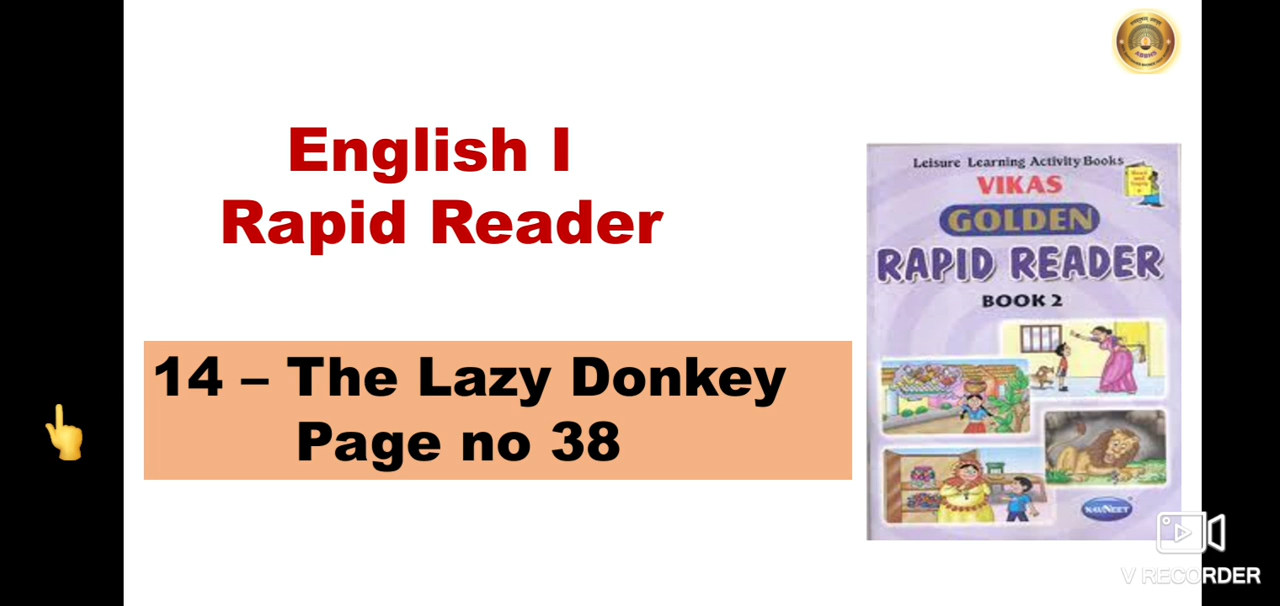 English I
Rapid Reader
14 – The Lazy Donkey
Page no 38
Leisure Learning Activity Books
VIKAS
GOLDEN
RAPID READER
BOOK 2
NAVNEET
V RECORDER